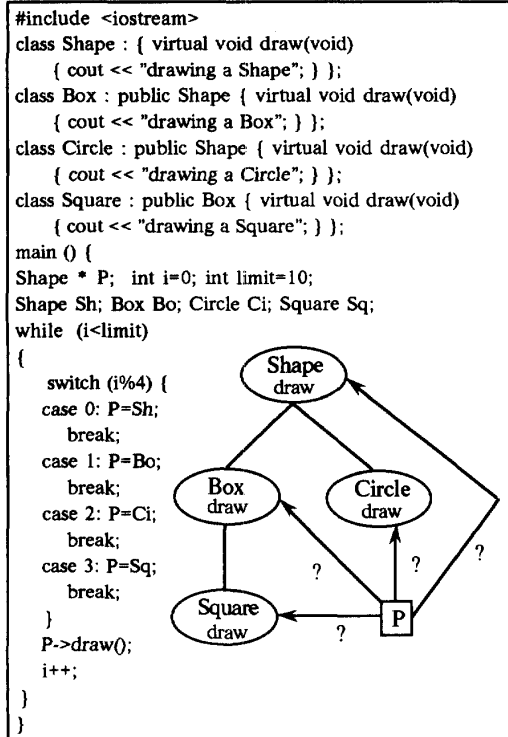 #include <iostream>
class Shape : { virtual void draw(void)
{ cout << "drawing a Shape"; } };
class Box : public Shape { virtual void draw(void)
{ cout << "drawing a Box"; } };
class Circle : public Shape { virtual void draw(void)
{ cout << "drawing a Circle"; } };
class Square : public Box { virtual void draw(void)
{ cout << "drawing a Square"; } };
main () {
Shape * P; int i=0; int limit=10;
Shape Sh; Box Bo; Circle Ci; Square Sq;
while (i<limit)
{
switch (i%4) {
case 0: P=Sh;
break;
case 1: P=Bo;
break;
case 2: P=Ci;
break;
case 3: P=Sq;
break;
}
P->draw();
i++;
}
}
Shape
draw
Box
draw
Circle
draw
Square
draw
P
?
?
?
?